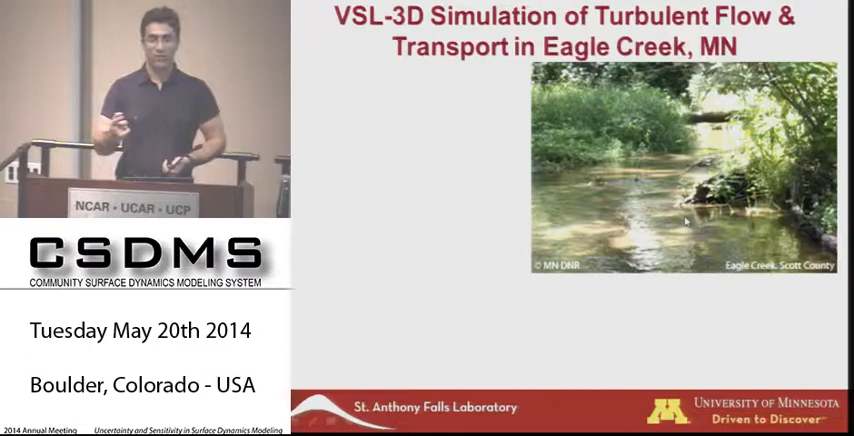 VSL-3D Simulation of Turbulent Flow &
Transport in Eagle Creek, MN
NCAR • UCAR • UCP
© MN DNR
Eagle Creek, Scott County
CSDMS
COMMUNITY SURFACE DYNAMICS MODELING SYSTEM
Tuesday May 20th 2014
Boulder, Colorado - USA
2014 Annual Meeting
Uncertainty and Sensitivity in Surface Dynamics Modeling
St. Anthony Falls Laboratory
M
UNIVERSITY OF MINNESOTA
Driven to Discover